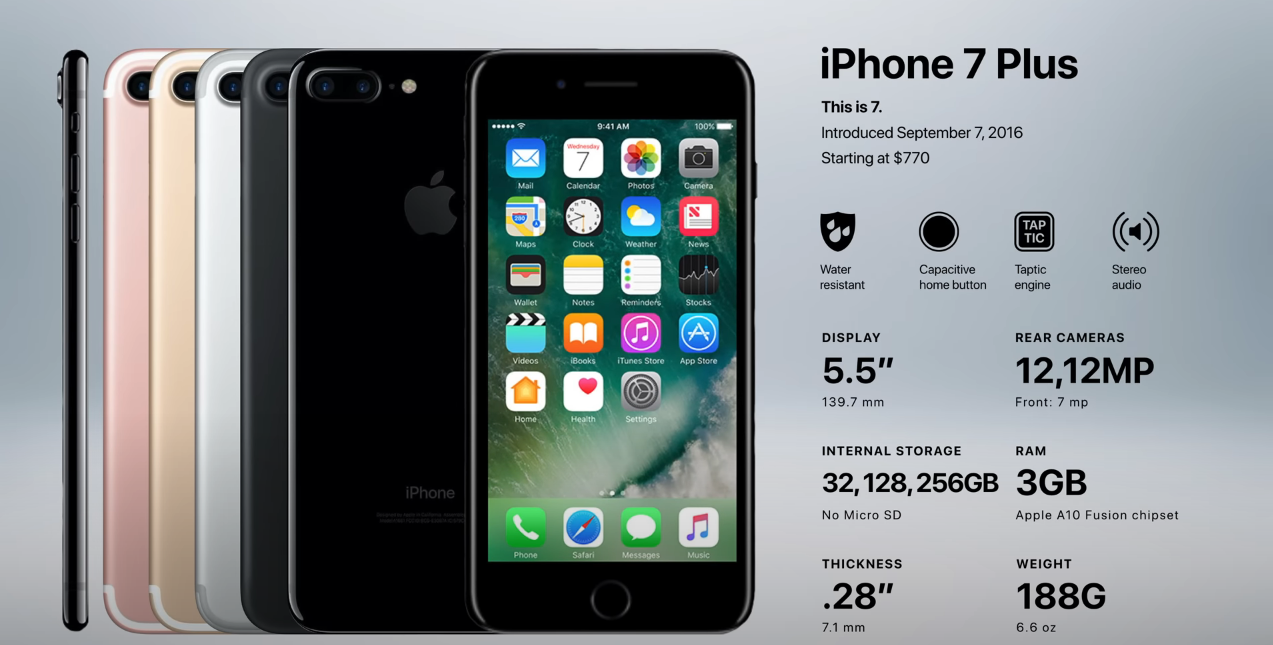 iPhone 7 Plus
This is 7.
Introduced September 7, 2016
Starting at $770
Water
resistant
Capacitive
home button
TAP
TIC
Taptic
engine
Stereo
audio
DISPLAY
5.5”
139.7 mm
REAR CAMERAS
12,12MP
Front: 7 mp
INTERNAL STORAGE
32,128,256GB
No Micro SD
RAM
3GB
Apple A10 Fusion chipset
THICKNESS
.28”
7.1 mm
WEIGHT
188G
6.6 oz
9:41 AM
100%
Wednesday
7
Mail
Calendar
Photos
Camera
280
Maps
Clock
Weather
News
Wallet
Notes
Reminders
Stocks
Videos
iBooks
iTunes Store
App Store
Home
Health
Settings
Phone
Safari
Messages
Music
iPhone